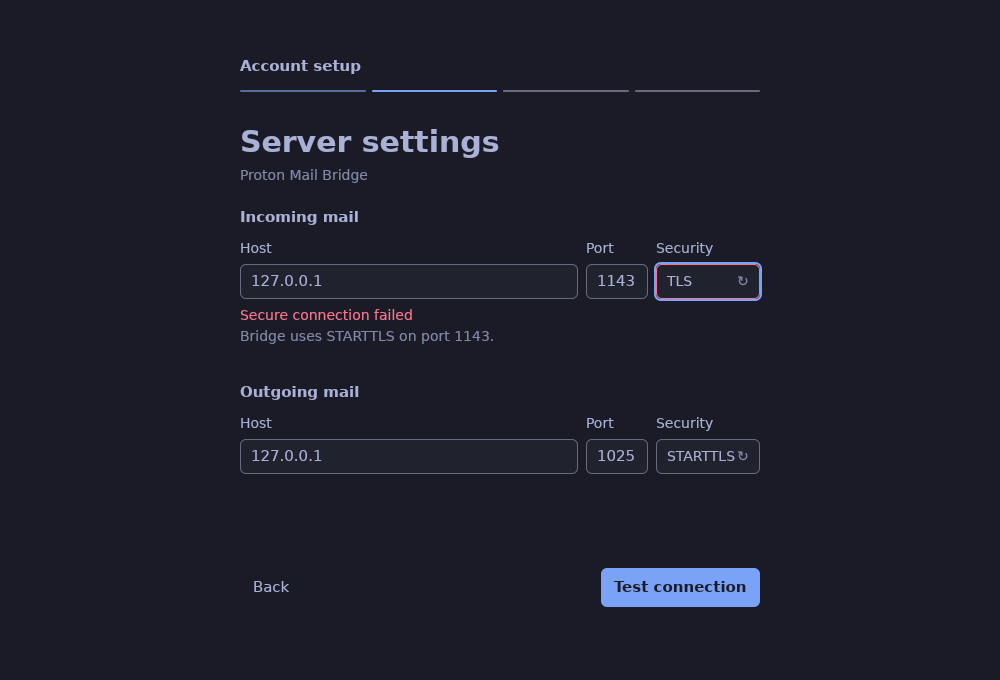 Account setup
Server settings
Proton Mail Bridge
Incoming mail
Host Port Security
127.0.0.1 1143 TLS ↻
Secure connection failed
Bridge uses STARTTLS on port 1143.
Outgoing mail
Host Port Security
127.0.0.1 1025 STARTTLS ↻
Back Test connection